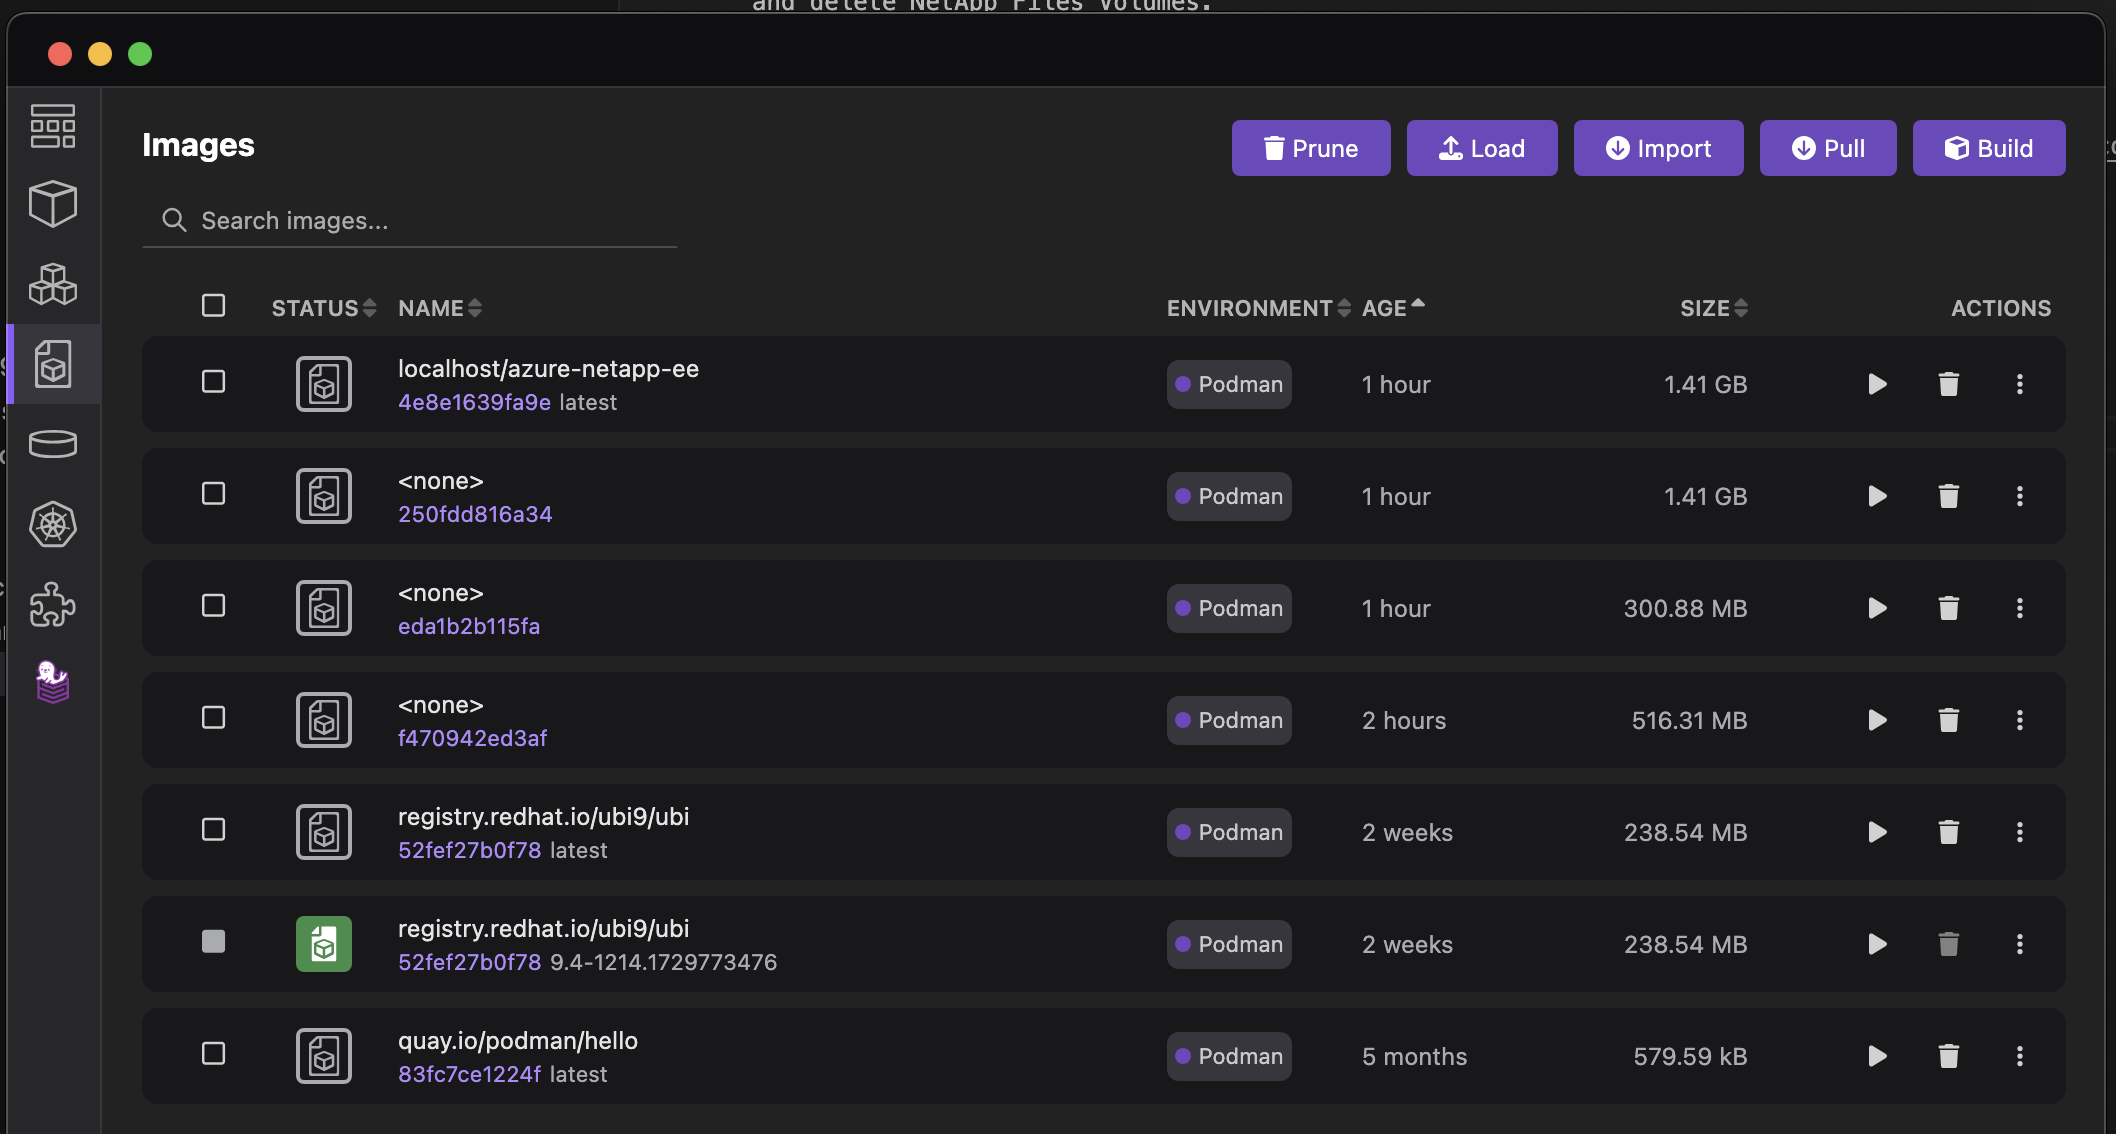 and delete NetApp Files Volumes.
Images
Prune
Load
Import
Pull
Build
Search images...
STATUS NAME ENVIRONMENT AGE SIZE ACTIONS
localhost/azure-netapp-ee
4e8e1639fa9e latest
Podman
1 hour
1.41 GB
<none>
250fdd816a34
Podman
1 hour
1.41 GB
<none>
eda1b2b115fa
Podman
1 hour
300.88 MB
<none>
f470942ed3af
Podman
2 hours
516.31 MB
registry.redhat.io/ubi9/ubi
52fef27b0f78 latest
Podman
2 weeks
238.54 MB
registry.redhat.io/ubi9/ubi
52fef27b0f78 9.4-1214.1729773476
Podman
2 weeks
238.54 MB
quay.io/podman/hello
83fc7ce1224f latest
Podman
5 months
579.59 kB